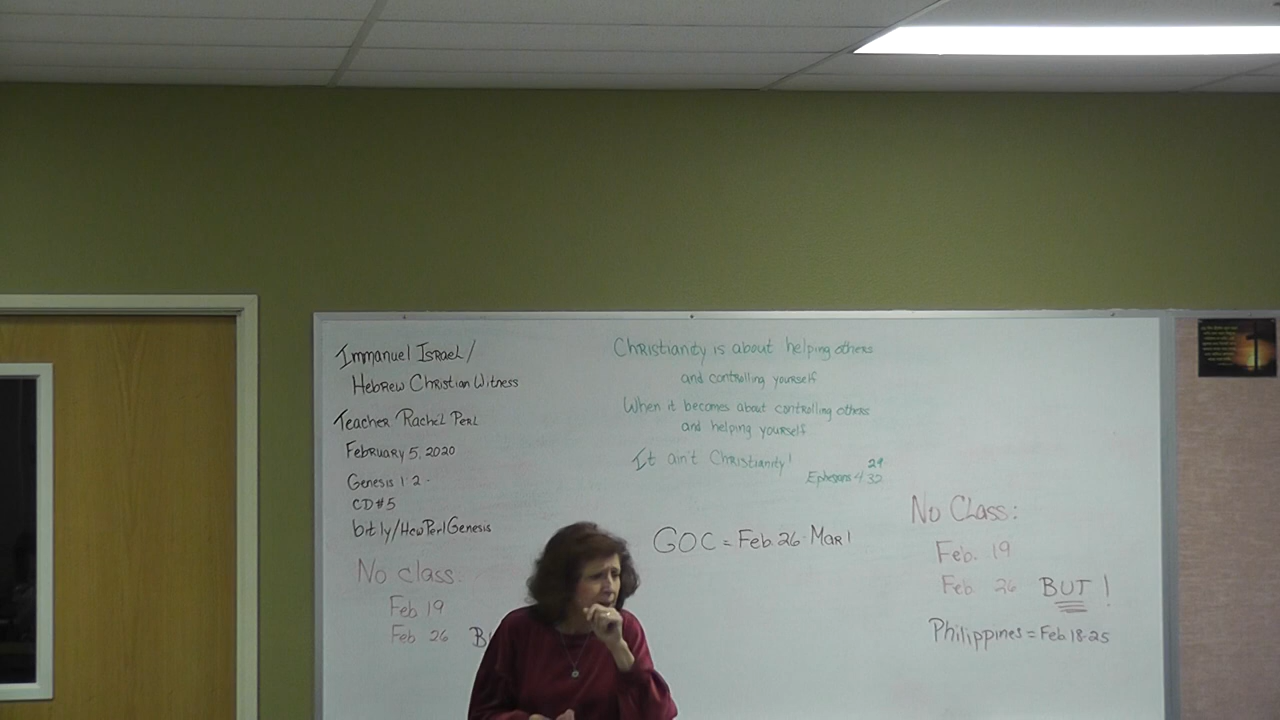 Immanuel Israel/
Hebrew Christian Witness
Teacher Rachel Perl
February 5, 2020
Genesis 1:2-
CD#5
bit.ly/HcwPerlGenesis
No class:
Feb 19
Feb 26 B
Christianity is about helping others
and controlling yourself
When it becomes about controlling others
and helping yourself
It ain't Christianity!
29
Ephesians 4:32
GOC = Feb. 26-Mar 1
No Class:
Feb. 19
Feb 26 BUT!
Philippines = Feb. 18-25